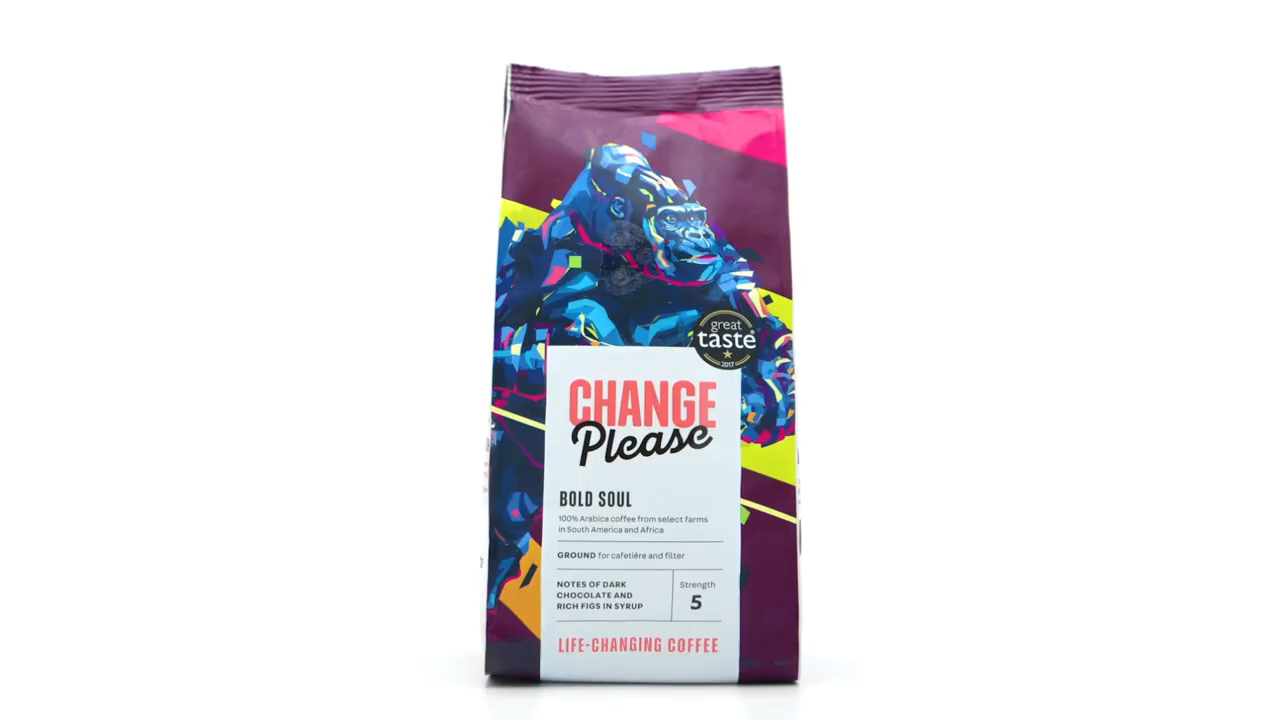 great
taste
2017
CHANGE
Please
BOLD SOUL
100% Arabica coffee from select farms
in South America and Africa
GROUND for cafetière and filter
NOTES OF DARK
CHOCOLATE AND
RICH FIGS IN SYRUP
Strength
5
LIFE-CHANGING COFFEE